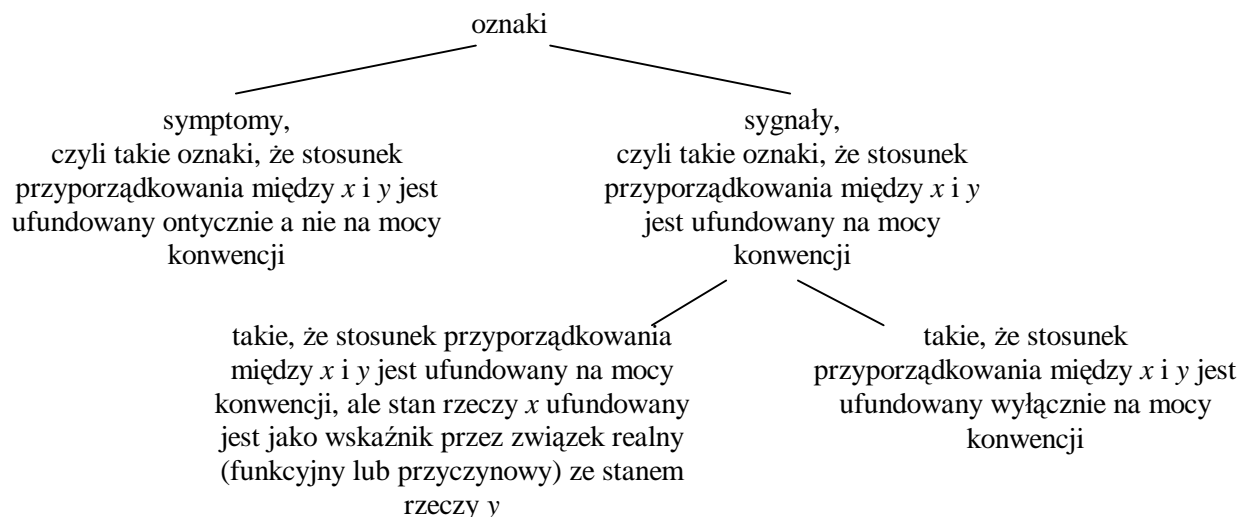 oznaki
symptomy,
czyli takie oznaki, że stosunek
przyporządkowania między x i y jest
ufundowany ontycznie a nie na mocy
konwencji
sygnały,
czyli takie oznaki, że stosunek
przyporządkowania między x i y
jest ufundowany na mocy
konwencji
takie, że stosunek przyporządkowania
między x i y jest ufundowany na mocy
konwencji, ale stan rzeczy x ufundowany
jest jako wskaźnik przez związek realny
(funkcyjny lub przyczynowy) ze stanem
rzeczy y
takie, że stosunek
przyporządkowania między x i y jest
ufundowany wyłącznie na mocy
konwencji